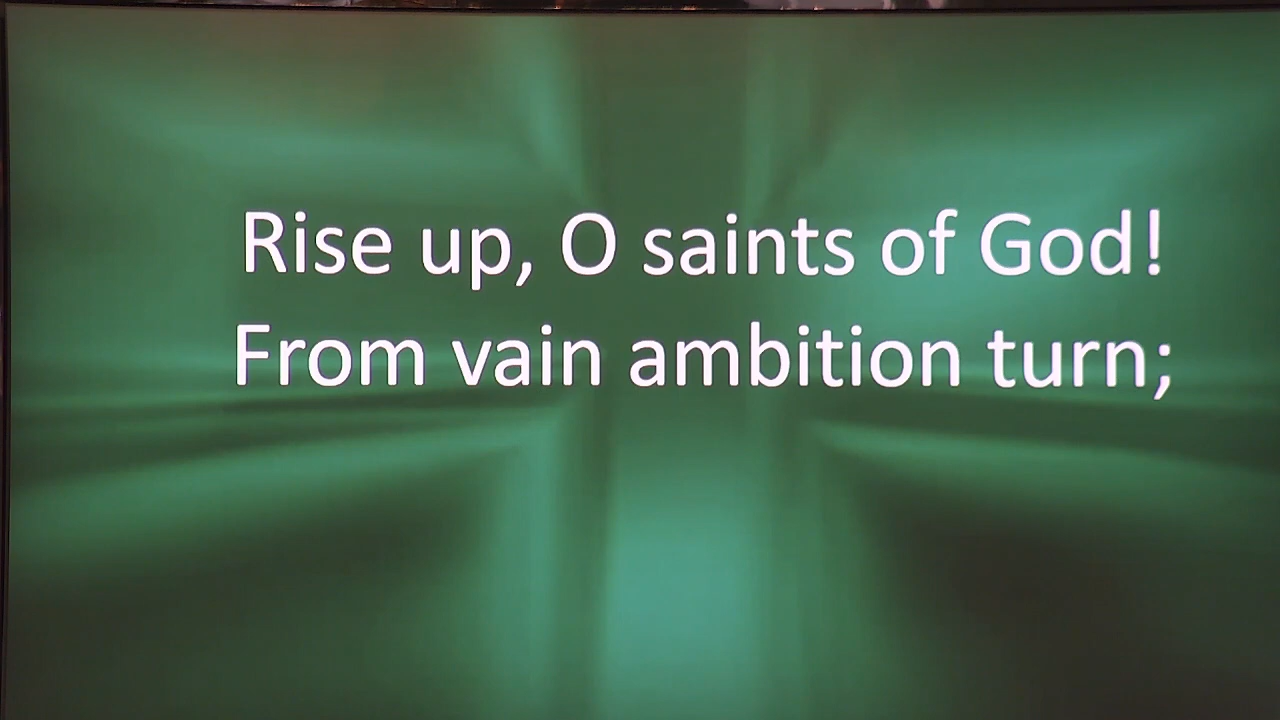 Rise up, O saints of God!
From vain ambition turn;